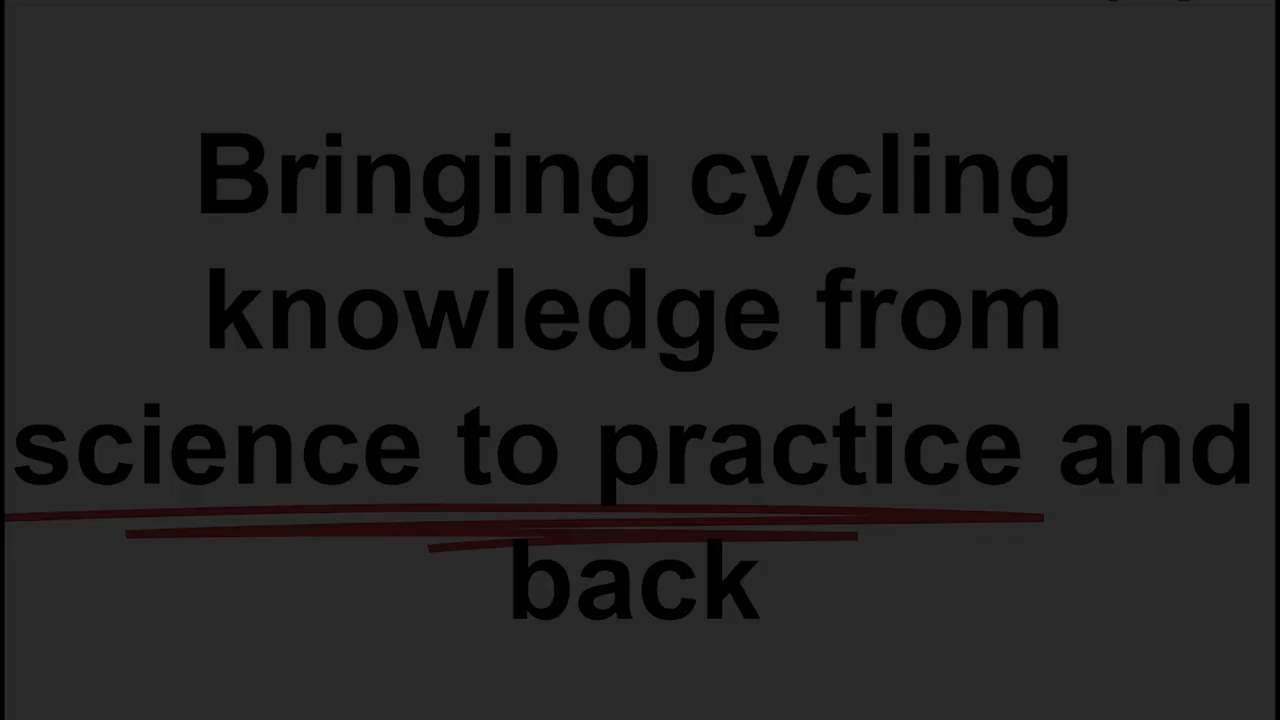 Bringing cycling
knowledge from
science to practice and
back